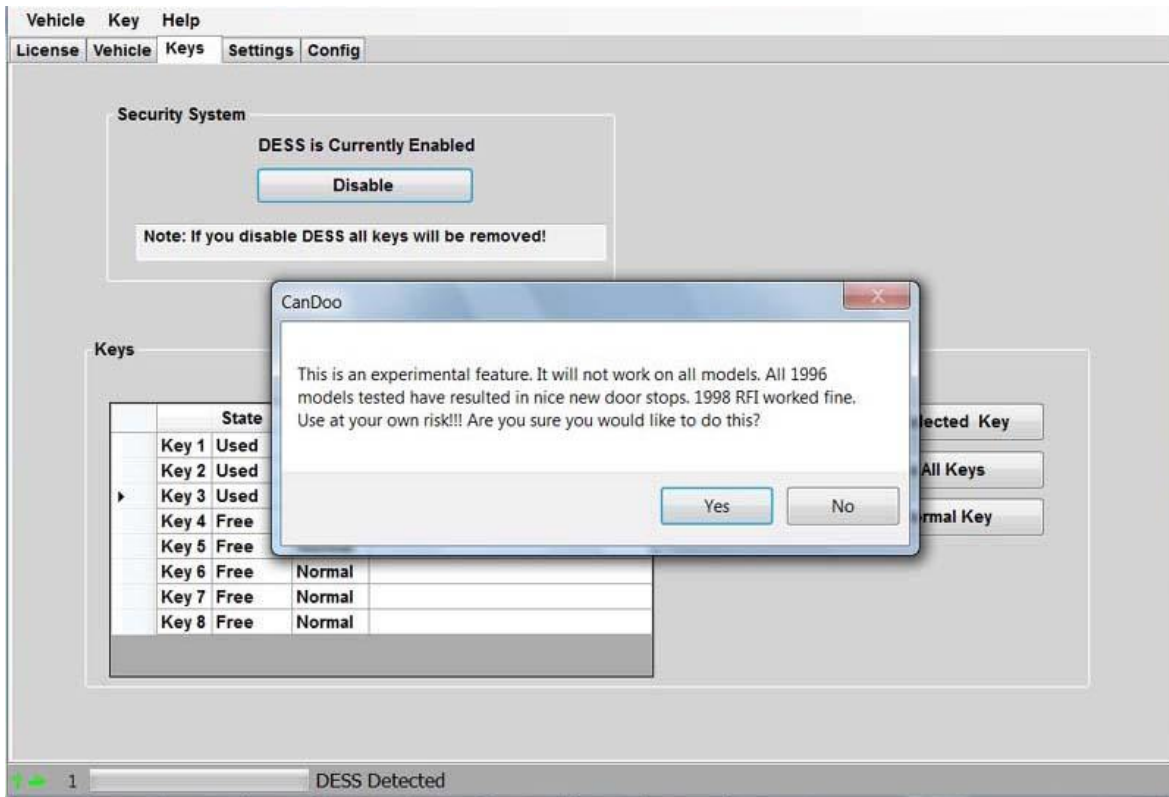 Vehicle Key Help
License Vehicle Keys Settings Config
Security System
DESS is Currently Enabled
Disable
Note: If you disable DESS all keys will be removed!
CanDoo
This is an experimental feature. It will not work on all models. All 1996
models tested have resulted in nice new door stops. 1998 RFI worked fine.
Use at your own risk!!! Are you sure you would like to do this?
Yes No
Keys
State
Key 1 Used
Key 2 Used
Key 3 Used
Key 4 Free
Key 5 Free
Key 6 Free Normal
Key 7 Free Normal
Key 8 Free Normal
Key
All Keys
Key
1 DESS Detected